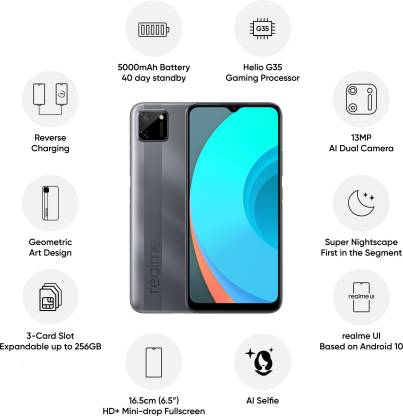 5000mAh Battery
40 day standby
G35
Helio G35
Gaming Processor
Reverse
Charging
13MP
AI Dual Camera
realme
Geometric
Art Design
Super Nightscape
First in the Segment
3-Card Slot
Expandable up to 256GB
realme UI
realme UI
Based on Android 10
16.5cm (6.5”)
HD+ Mini-drop Fullscreen
AI Selfie